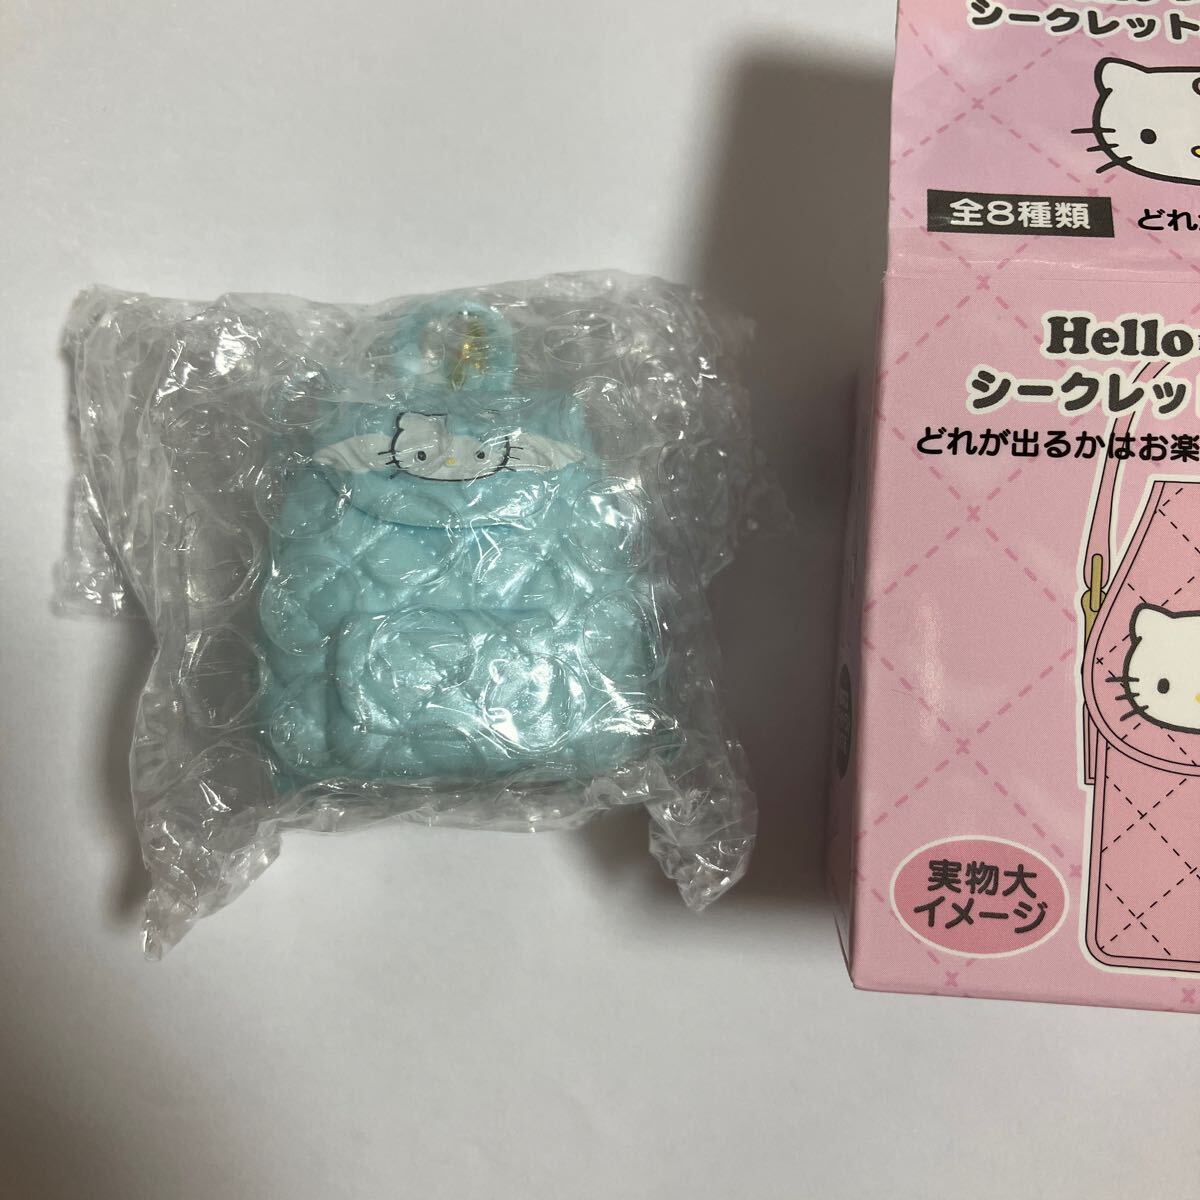 シークレット
全8種類
どれ
Hello
シークレッ
どれが出るかはお楽
実物大
イメージ